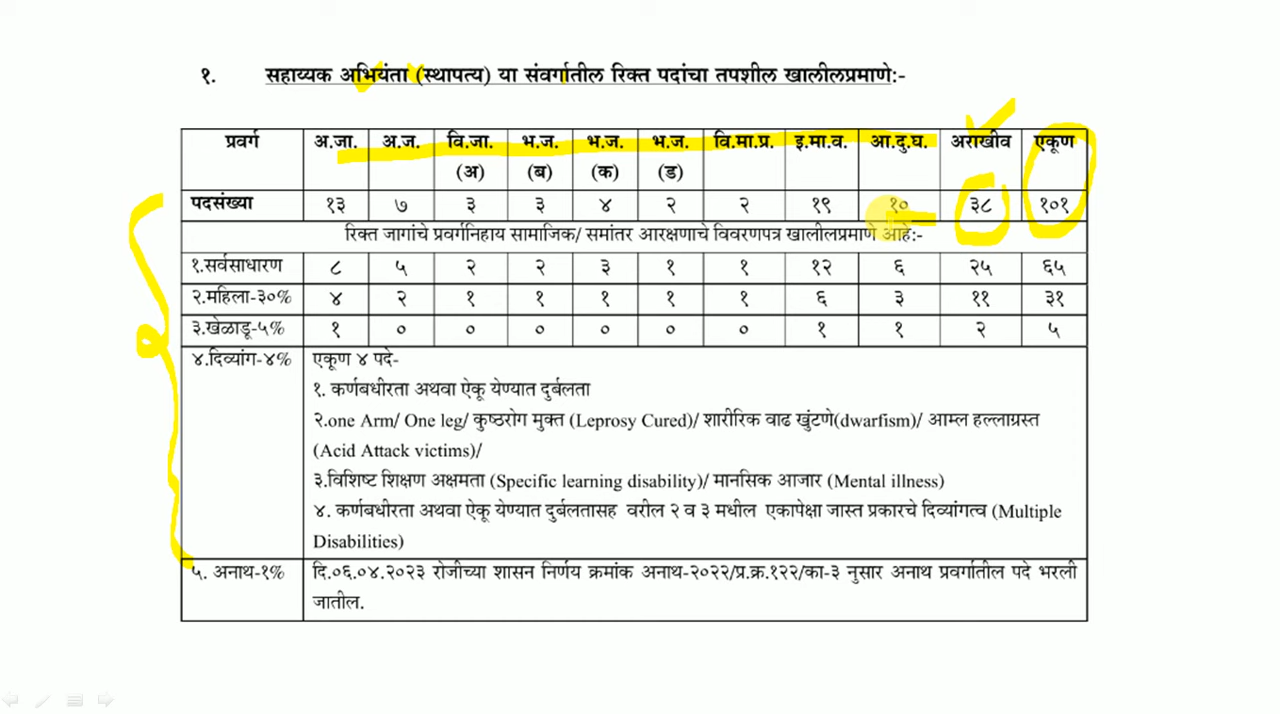 १. सहाय्यक अभियंता (स्थापत्य) या संवर्गातील रिक्त पदांचा तपशील खालीलप्रमाणे:-
प्रवर्ग अ.जा. अ.ज. वि.जा. (अ) भ.ज. (ब) भ.ज. (क) भ.ज. (ड) वि.मा.प्र. इ.मा.व. आ.दु.घ. अराखीव एकूण
पदसंख्या १३ ७ ३ ३ ४ २ २ १९ १० ३८ १०१
रिक्त जागांचे प्रवर्गनिहाय सामाजिक/ समांतर आरक्षणाचे विवरणपत्र खालीलप्रमाणे आहे:-
१.सर्वसाधारण ८ ५ २ २ ३ १ १ १२ ६ २५ ६५
२.महिला-३०% ४ २ १ १ १ १ १ ६ ३ ११ ३१
३.खेळाडू-५% १ ० ० ० ० ० ० १ १ २ ५
४.दिव्यांग-४% एकूण ४ पदे-
१. कर्णबधीरता अथवा ऐकू येण्यात दुर्बलता
२.one Arm/ One leg/ कुष्ठरोग मुक्त (Leprosy Cured)/ शारीरिक वाढ खुंटणे(dwarfism)/ आम्ल हल्लाग्रस्त
(Acid Attack victims)/
३.विशिष्ट शिक्षण अक्षमता (Specific learning disability)/ मानसिक आजार (Mental illness)
४. कर्णबधीरता अथवा ऐकू येण्यात दुर्बलतासह वरील २ व ३ मधील एकापेक्षा जास्त प्रकारचे दिव्यांगत्व (Multiple
Disabilities)
५. अनाथ-१% दि.०६.०४.२०२३ रोजीच्या शासन निर्णय क्रमांक अनाथ-२०२२/प्र.क्र.१२२/का-३ नुसार अनाथ प्रवर्गातील पदे भरली
जातील.